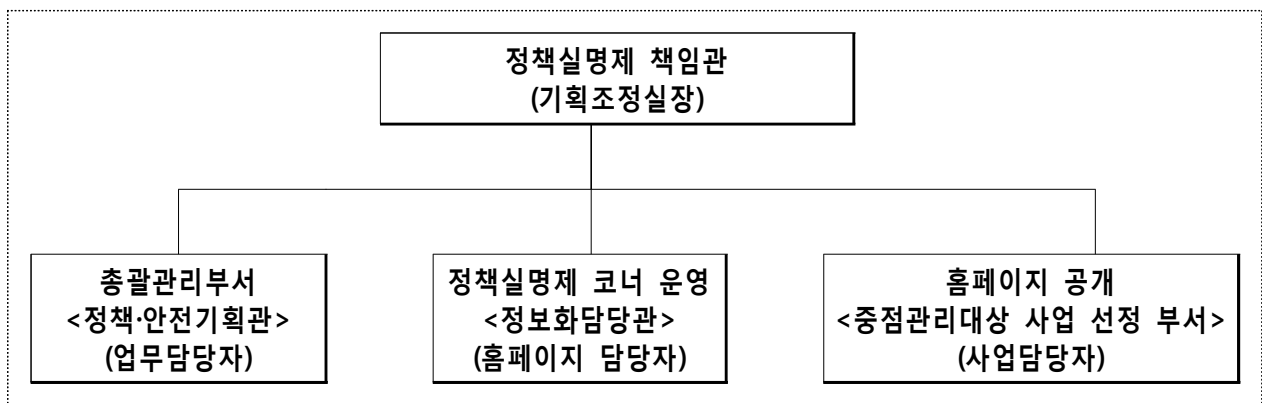 정책실명제 책임관
(기획조정실장)
총괄관리부서
<정책·안전기획관>
(업무담당자)
정책실명제 코너 운영
<정보화담당관>
(홈페이지 담당자)
홈페이지 공개
<중점관리대상 사업 선정 부서>
(사업담당자)